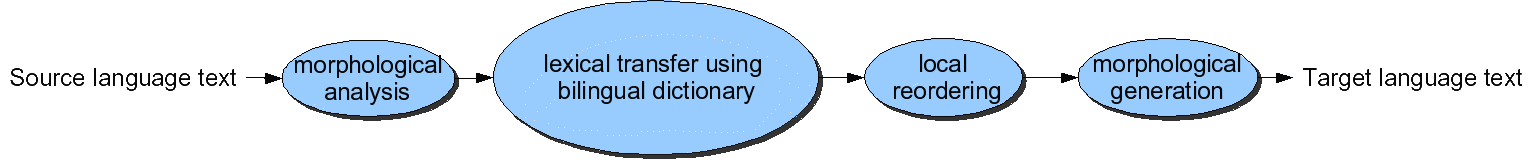 Source language text
morphological
analysis
lexical transfer using
bilingual dictionary
local
reordering
morphological
generation
Target language text